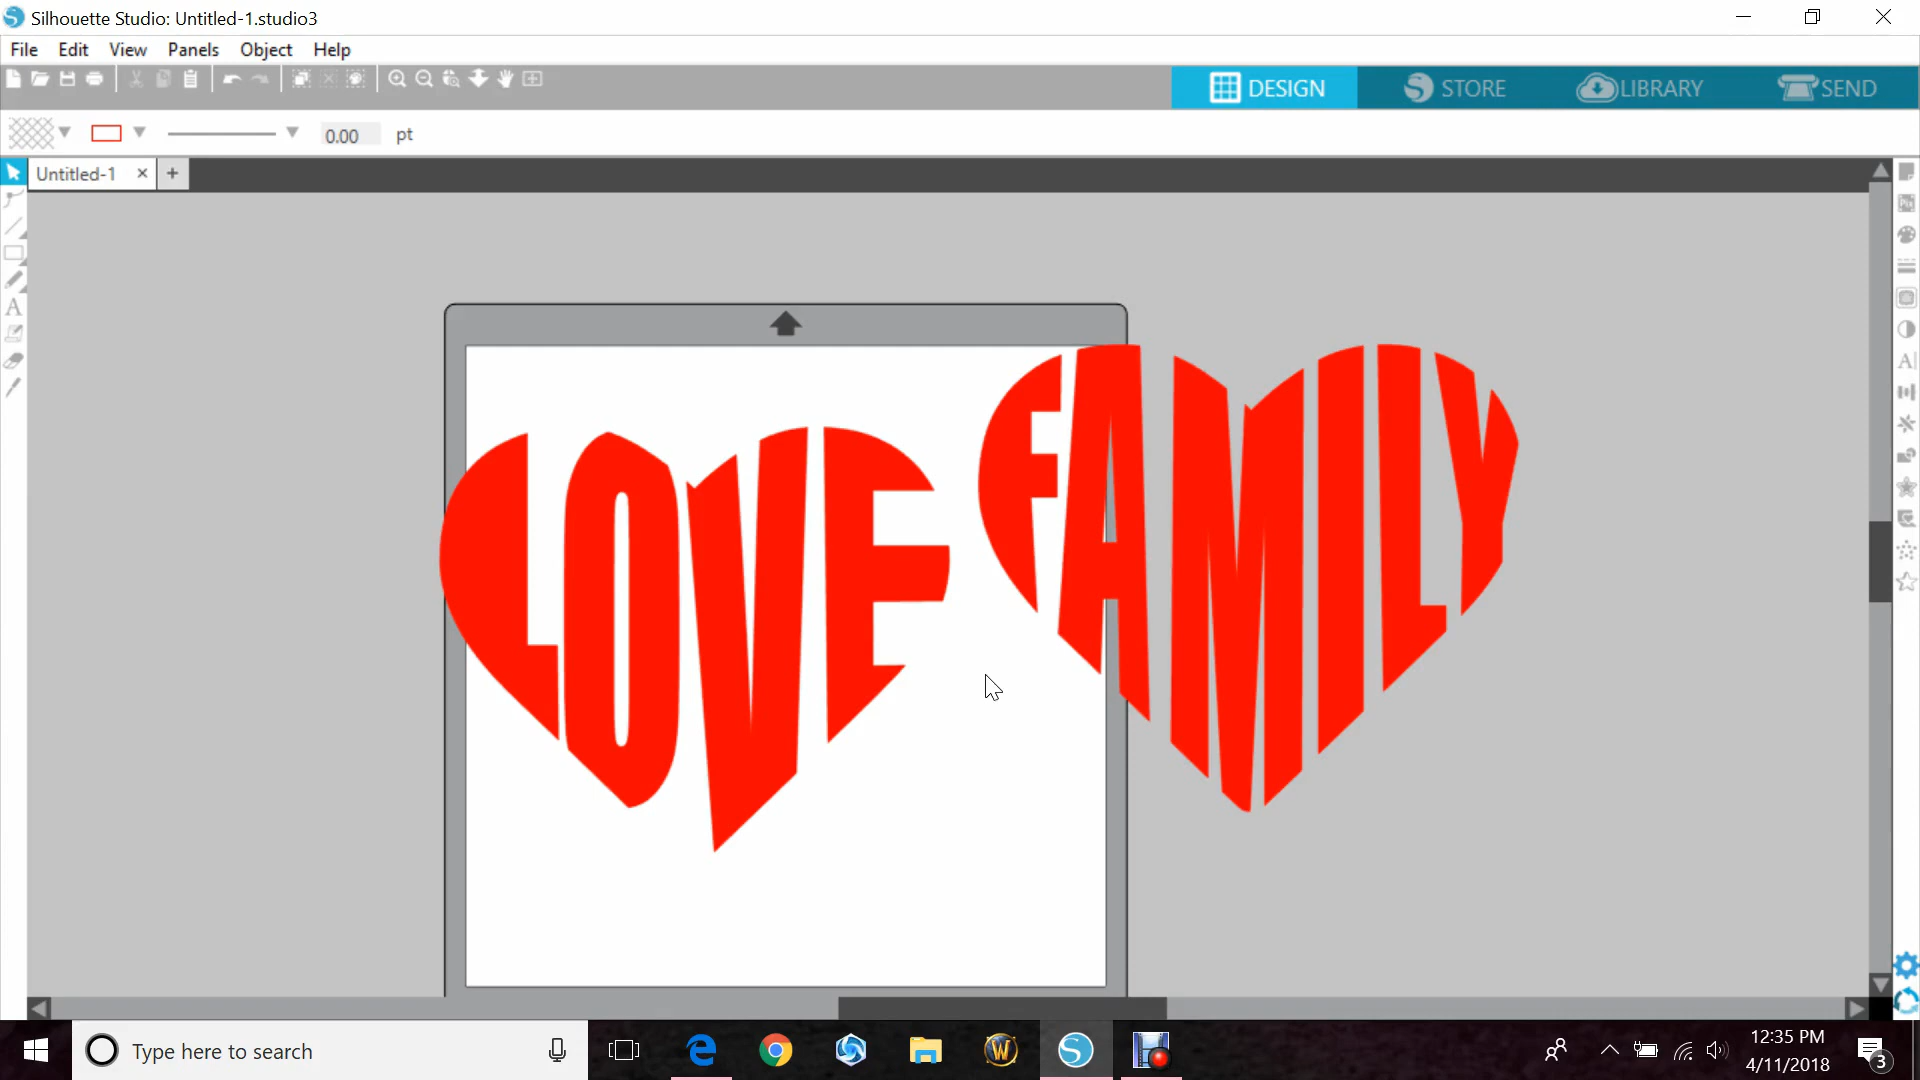 Silhouette Studio: Untitled-1.studio3
File Edit View Panels Object Help
DESIGN STORE LIBRARY SEND
0.00 pt
Untitled-1 × +
LOVE FAMILY
Type here to search
12:35 PM
4/11/2018
3